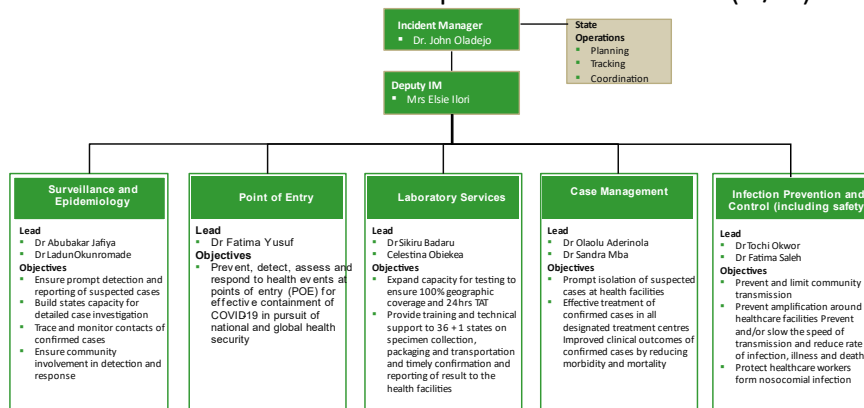 Incident Manager
Dr. John Oladejo
State
Operations
Planning
Tracking
Coordination
Deputy IM
Mrs Elsie Ilori
Surveillance and
Epidemiology
Lead
Dr Abubakar Jafiya
Dr LadunOkunromade
Objectives
Ensure prompt detection and
reporting of suspected cases
Build states capacity for
detailed case investigation
Trace and monitor contacts of
confirmed cases
Ensure community
involvement in detection and
response
Point of Entry
Lead
Dr Fatima Yusuf
Objectives
Prevent, detect, assess and
respond to health events at
points of entry (POE) for
effective containment of
COVID19 in pursuit of
national and global health
security
Laboratory Services
Lead
Dr Sikiru Badaru
Celestina Obiekea
Objectives
Expand capacity for testing to
ensure 100% geographic
coverage and 24hrs TAT
Provide training and technical
support to 36 +1 states on
specimen collection,
packaging and transportation
and timely confirmation and
reporting of result to the
health facilities
Case Management
Lead
Dr Olaolu Aderinola
Dr Sandra Mba
Objectives
Prompt isolation of suspected
cases at health facilities
Effective treatment of
confirmed cases in all
designated treatment centres
Improved clinical outcomes of
confirmed cases by reducing
morbidity and mortality
Infection Prevention and
Control (including safety
Lead
Dr Tochi Okwor
Dr Fatima Saleh
Objectives
Prevent and limit community
transmission
Prevent amplification around
healthcare facilities Prevent
and/or slow the speed of
transmission and reduce rate
of infection, illness and death
Protect healthcare workers
form nosocomial infection